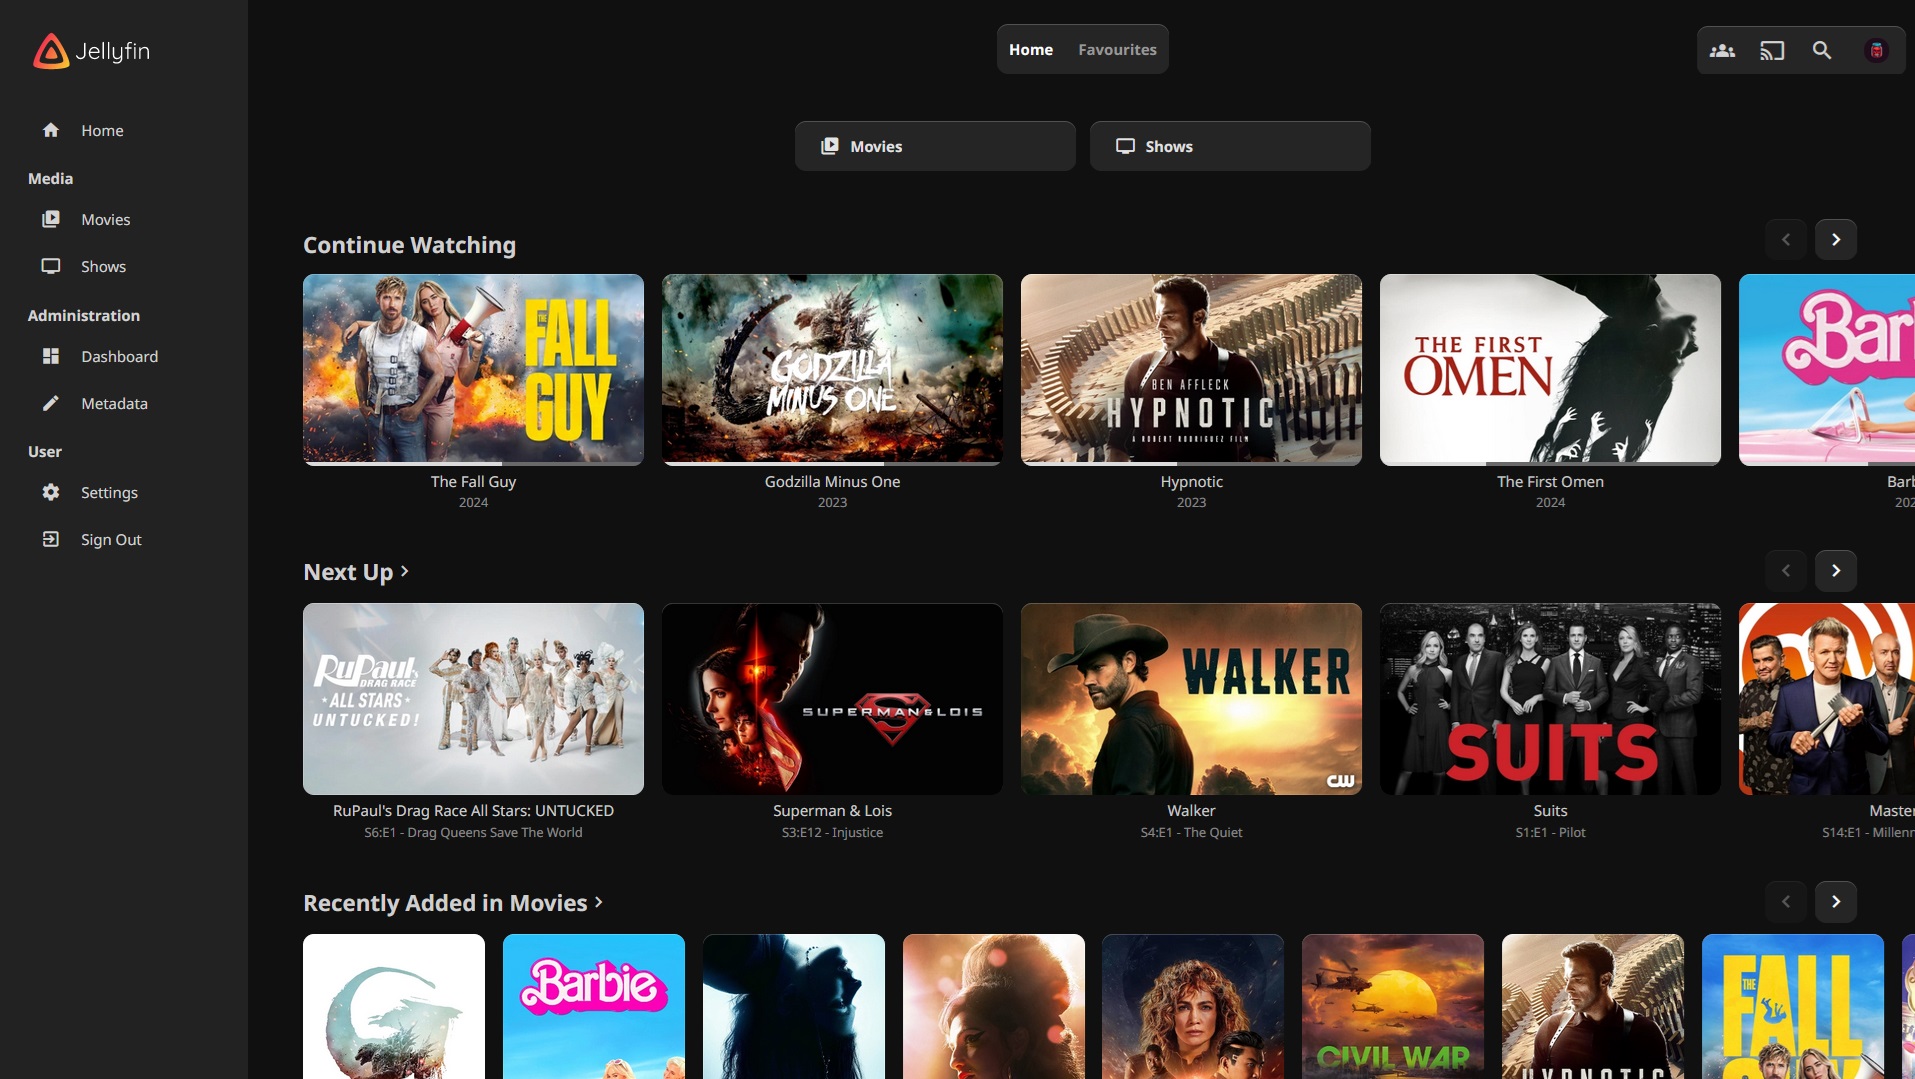 Jellyfin
Home
Favourites
Home
Media
Movies
Shows
Administration
Dashboard
Metadata
User
Settings
Sign Out
Movies
Shows
Continue Watching
THE
FALL
GUY
GODZILLA
MINUS ONE
BEN AFFLECK
HYPNOTIC
A ROBERT RODRIGUEZ FILM
THE FIRST
OMEN
The Fall Guy
2024
Godzilla Minus One
2023
Hypnotic
2023
The First Omen
2024
Next Up
RuPaul's
DRAG RACE
ALL STARS
UNTUCKED!
SUPERMAN & LOIS
WALKER
CW
SUITS
RuPaul's Drag Race All Stars: UNTUCKED
S6:E1 - Drag Queens Save The World
Superman & Lois
S3:E12 - Injustice
Walker
S4:E1 - The Quiet
Suits
S1:E1 - Pilot
S14:E1 -
Recently Added in Movies
Barbie
CIVIL WAR
HYPNOTIC
THE
FALL